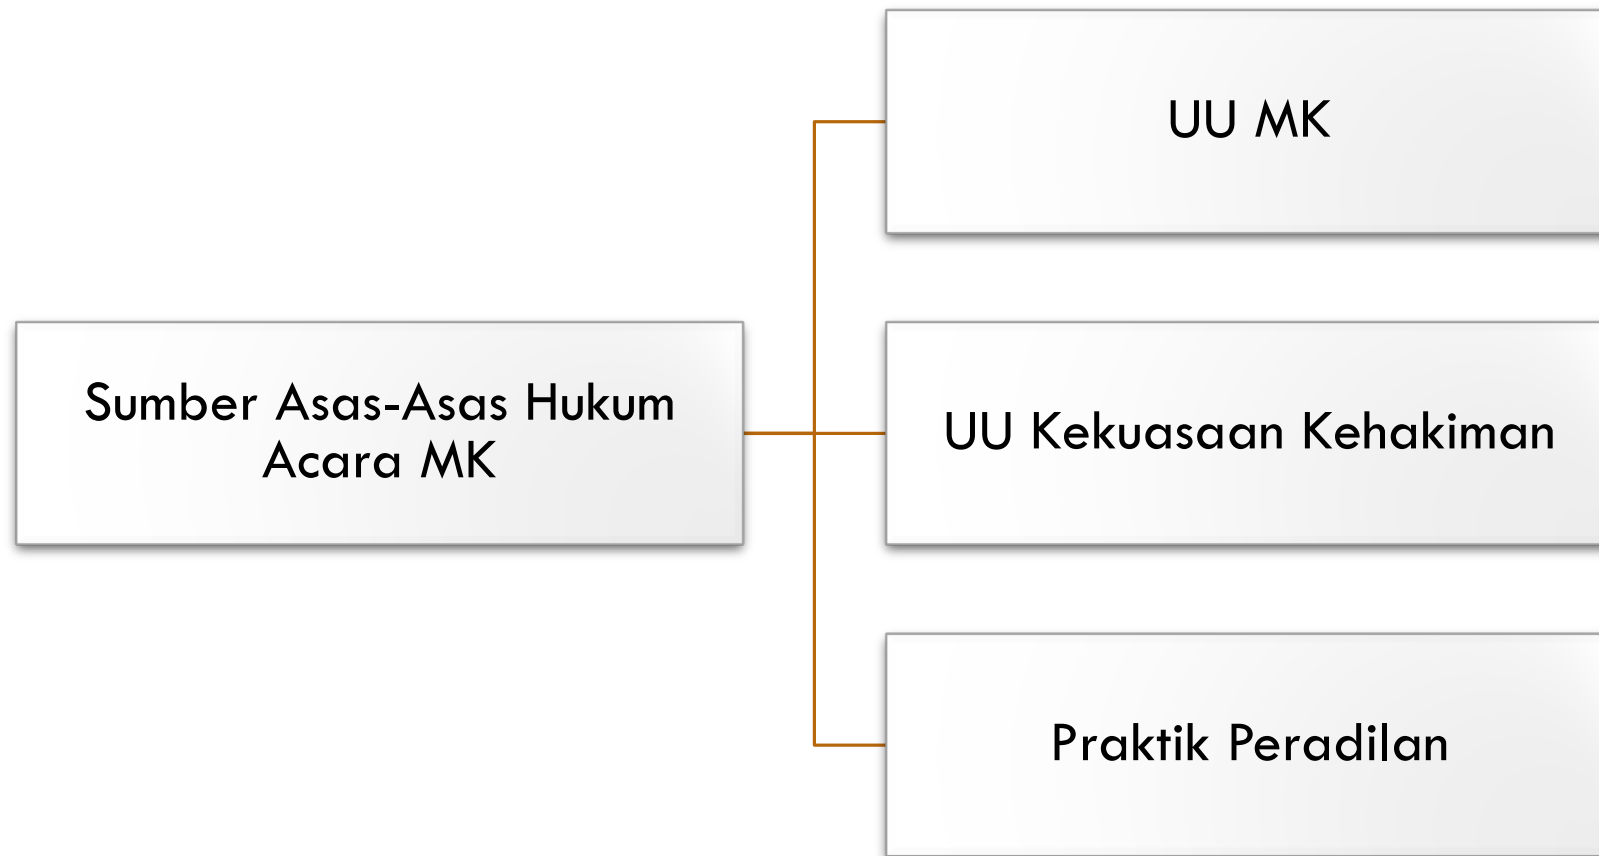 Sumber Asas-Asas Hukum
Acara MK
UU MK
UU Kekuasaan Kehakiman
Praktik Peradilan